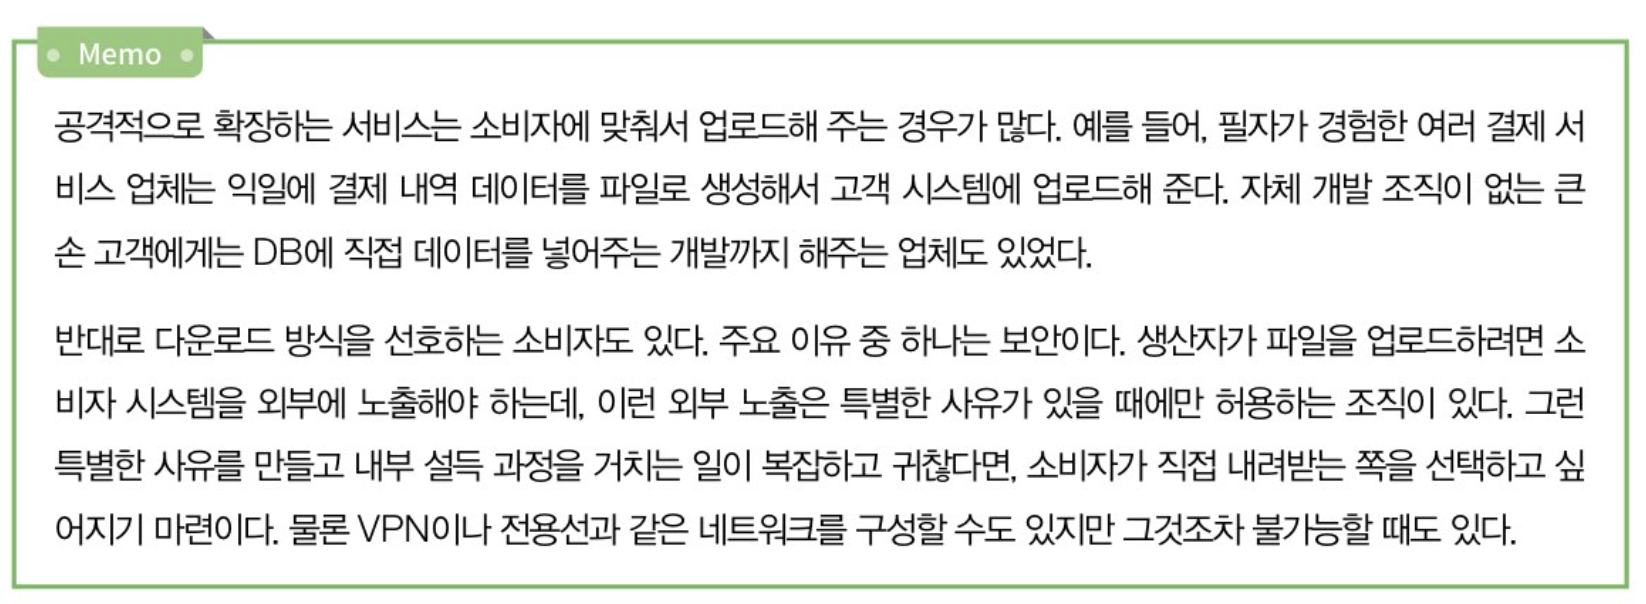 Memo
공격적으로 확장하는 서비스는 소비자에 맞춰서 업로드해 주는 경우가 많다. 예를 들어, 필자가 경험한 여러 결제 서
비스 업체는 익일에 결제 내역 데이터를 파일로 생성해서 고객 시스템에 업로드해 준다. 자체 개발 조직이 없는 큰
손 고객에게는 DB에 직접 데이터를 넣어주는 개발까지 해주는 업체도 있었다.
반대로 다운로드 방식을 선호하는 소비자도 있다. 주요 이유 중 하나는 보안이다. 생산자가 파일을 업로드하려면 소
비자 시스템을 외부에 노출해야 하는데, 이런 외부 노출은 특별한 사유가 있을 때에만 허용하는 조직이 있다. 그런
특별한 사유를 만들고 내부 설득 과정을 거치는 일이 복잡하고 귀찮다면, 소비자가 직접 내려받는 쪽을 선택하고 싶
어지기 마련이다. 물론 VPN이나 전용선과 같은 네트워크를 구성할 수도 있지만 그것조차 불가능할 때도 있다.